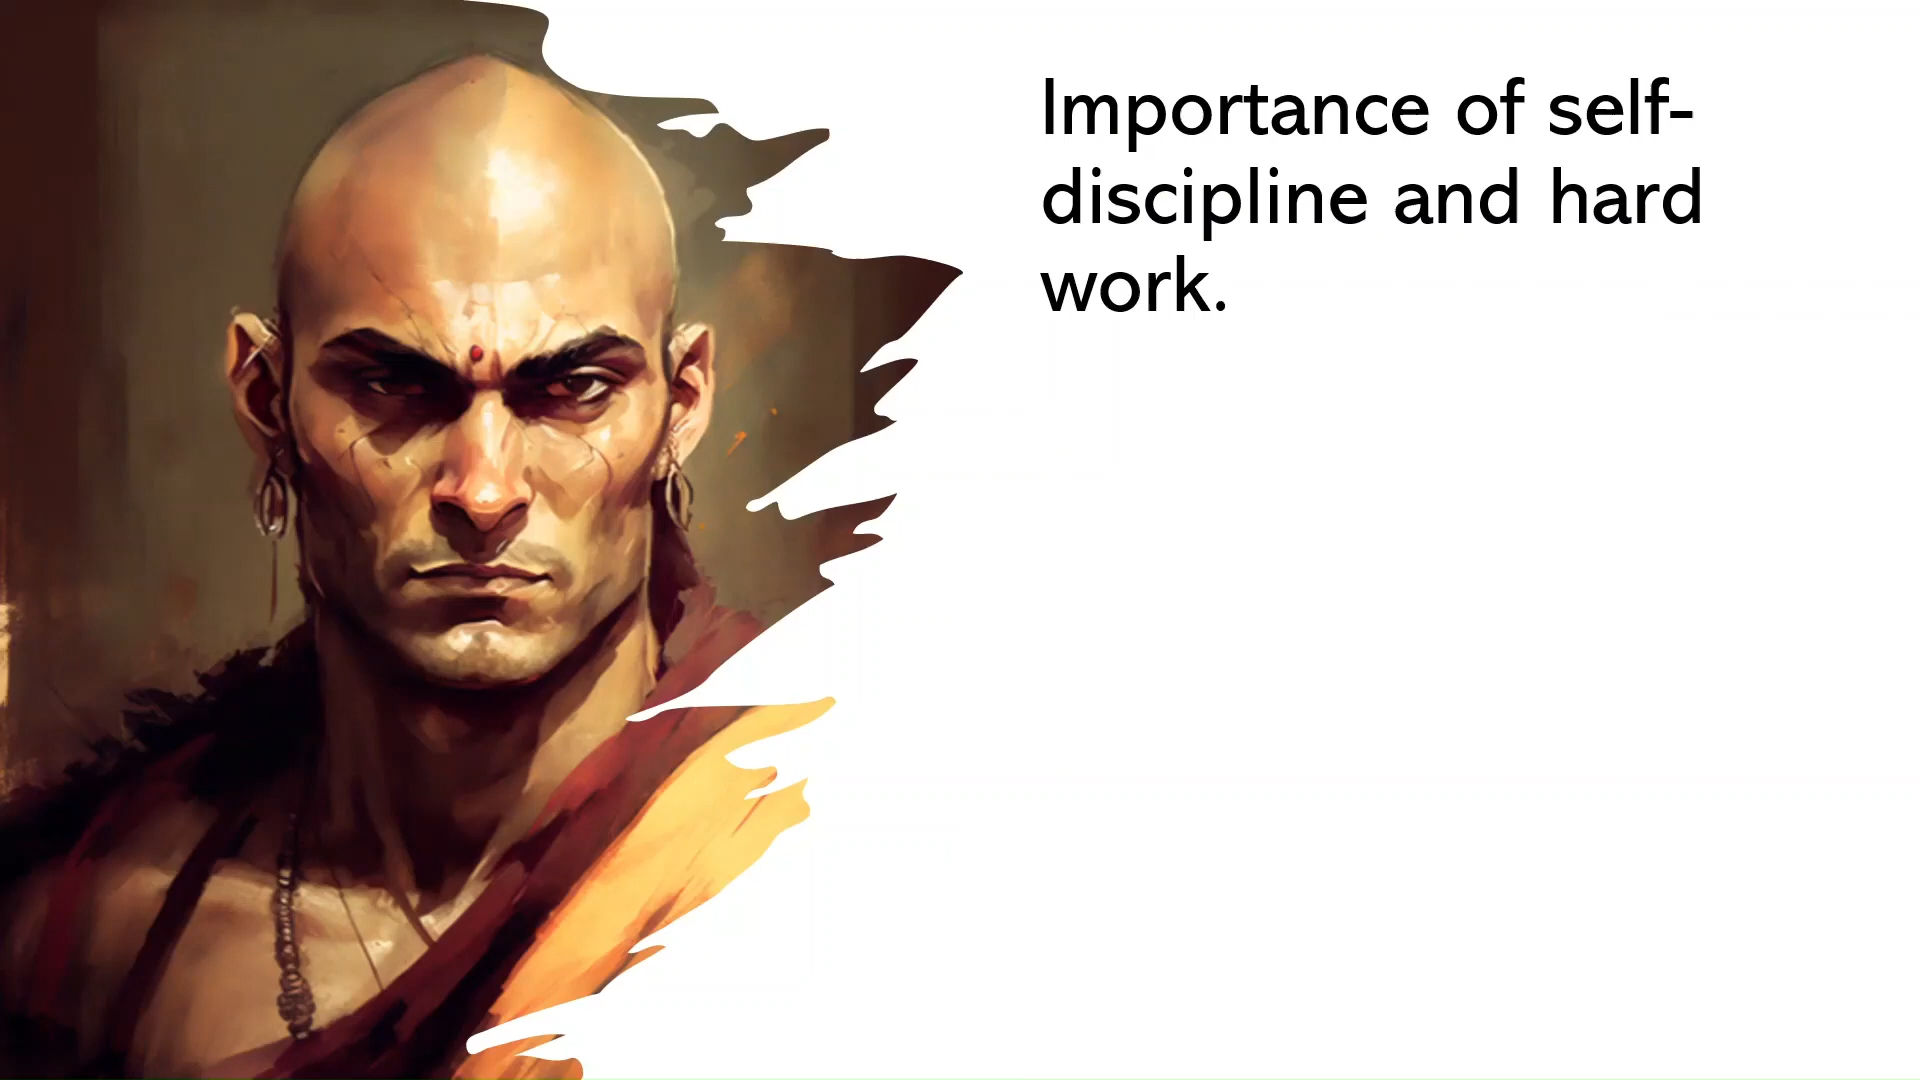 Importance of self-
discipline and hard
work.